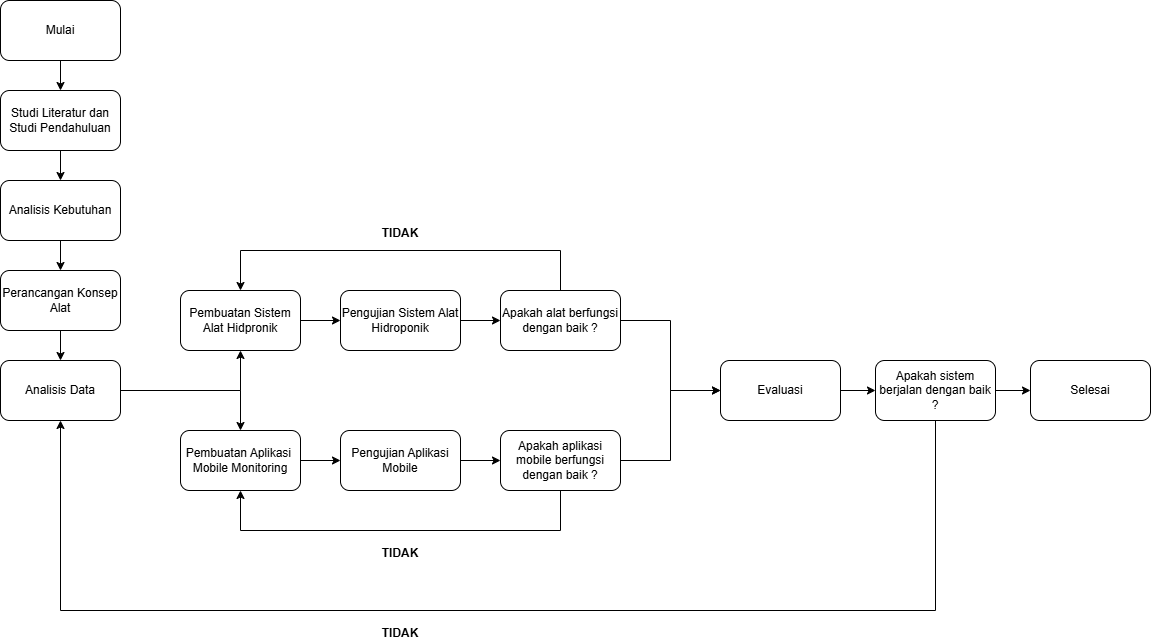 Mulai
Studi Literatur dan
Studi Pendahuluan
Analisis Kebutuhan
Perancangan Konsep
Alat
Analisis Data
TIDAK
Pembuatan Sistem
Alat Hidpronik
Pengujian Sistem Alat
Hidroponik
Apakah alat berfungsi
dengan baik ?
Pembuatan Aplikasi
Mobile Monitoring
Pengujian Aplikasi
Mobile
Apakah aplikasi
mobile berfungsi
dengan baik ?
TIDAK
Evaluasi
Apakah sistem
berjalan dengan baik
?
Selesai
TIDAK